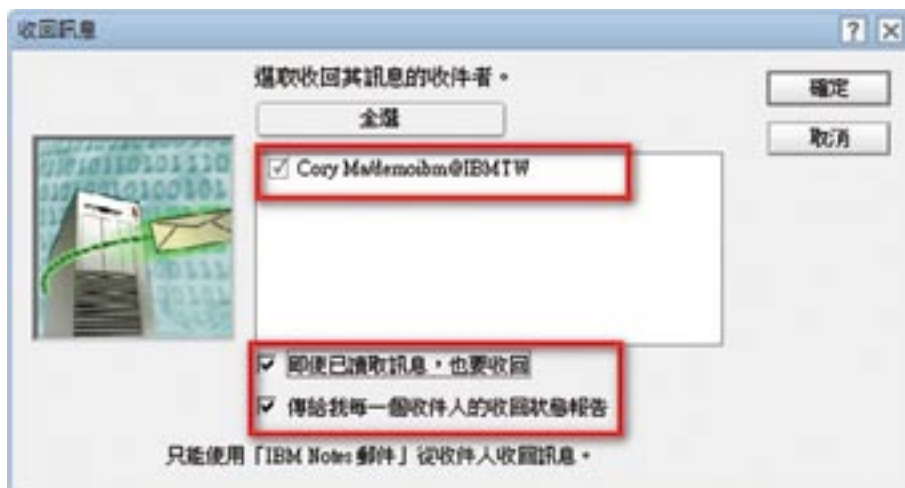 收回訊息
選取收回其訊息的收件者。
全選
Cory Ma/demoibm@IBMTW
即使已讀取訊息，也要收回
傳給我每一個收件人的收回狀態報告
只能使用「IBM Notes 郵件」從收件人收回訊息。
確定
取消